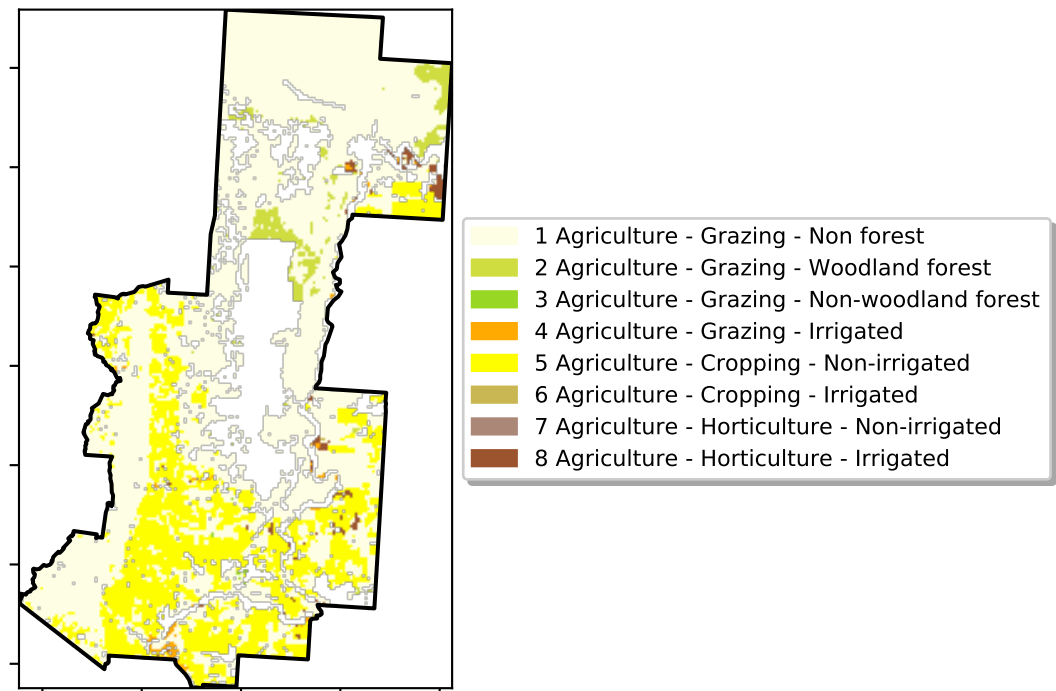 1 Agriculture - Grazing - Non forest
2 Agriculture - Grazing - Woodland forest
3 Agriculture - Grazing - Non-woodland forest
4 Agriculture - Grazing - Irrigated
5 Agriculture - Cropping - Non-irrigated
6 Agriculture - Cropping - Irrigated
7 Agriculture - Horticulture - Non-irrigated
8 Agriculture - Horticulture - Irrigated